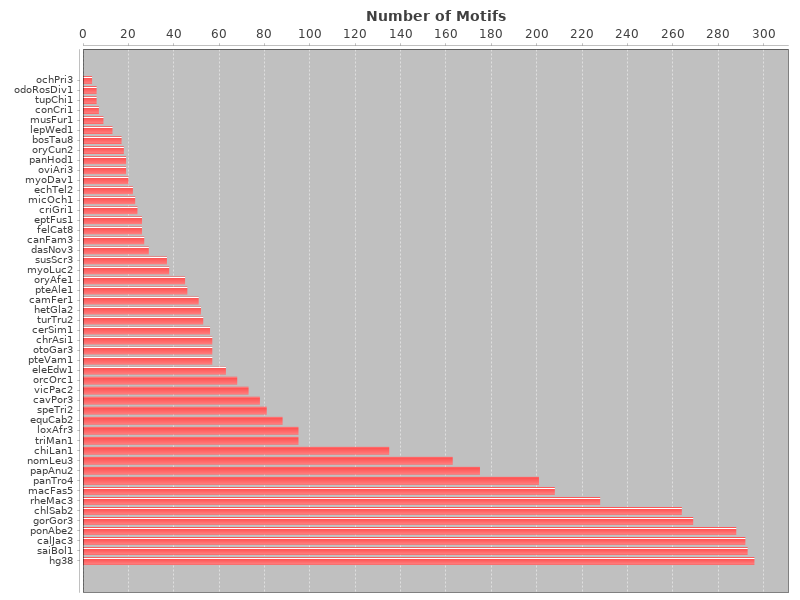 Number of Motifs
0 20 40 60 80 100 120 140 160 180 200 220 240 260 280 300
ochPri3
odoRosDiv1
tupChi1
conCri1
musFur1
lepWed1
bosTau8
oryCun2
panHod1
oviAri3
myoDav1
echTel2
micOch1
criGri1
eptFus1
felCat8
canFam3
dasNov3
susScr3
myoLuc2
oryAfe1
pteAle1
camFer1
hetGla2
turTru2
cerSim1
chrAsi1
otoGar3
pteVam1
eleEdw1
orcOrc1
vicPac2
cavPor3
speTri2
equCab2
loxAfr3
triMan1
chiLan1
nomLeu3
papAnu2
panTro4
macFas5
rheMac3
chlSab2
gorGor3
ponAbe2
calJac3
saiBol1
hg38